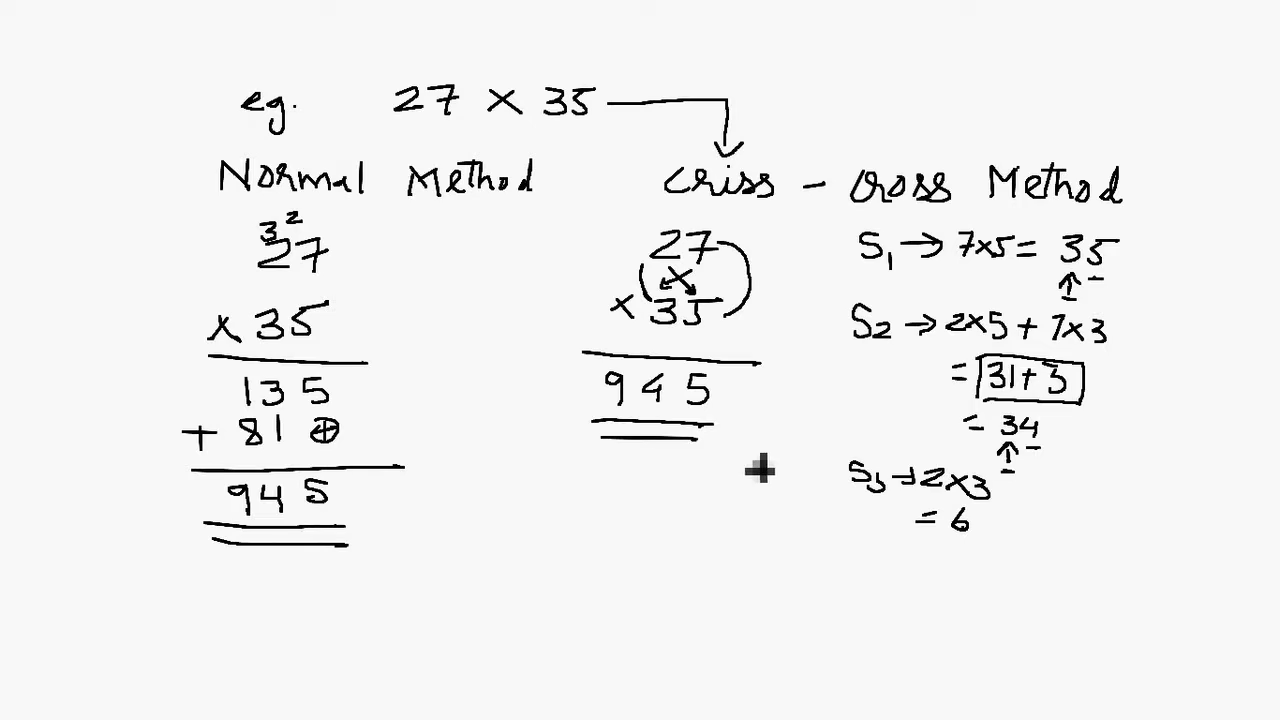 eg. 27 × 35
Normal Method
3 2
27
× 35
135
+ 81⊕
945
Criss - Cross Method
27
× 35
945
S1 → 7×5 = 35
S2 → 2×5 + 7×3
= 31+3
= 34
S3 → 2×3
= 6